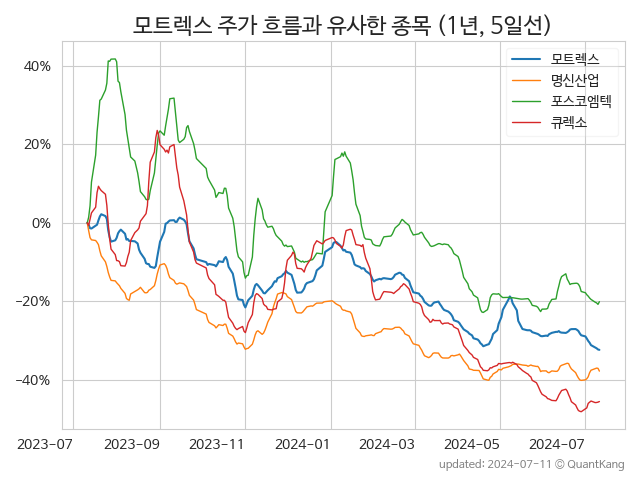 모트렉스 주가 흐름과 유사한 종목 (1년, 5일선)
모트렉스
명신산업
포스코엠텍
큐렉소
40%
20%
0%
−20%
−40%
2023-07 2023-09 2023-11 2024-01 2024-03 2024-05 2024-07
updated: 2024-07-11 © QuantKang